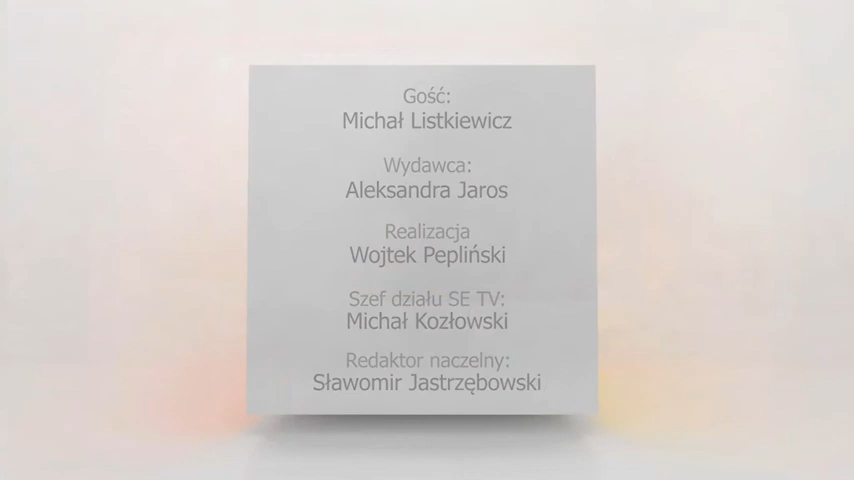 Gość:
Michał Listkiewicz
Wydawca:
Aleksandra Jaros
Realizacja
Wojtek Pepliński
Szef działu SE TV:
Michał Kozłowski
Redaktor naczelny:
Sławomir Jastrzębowski